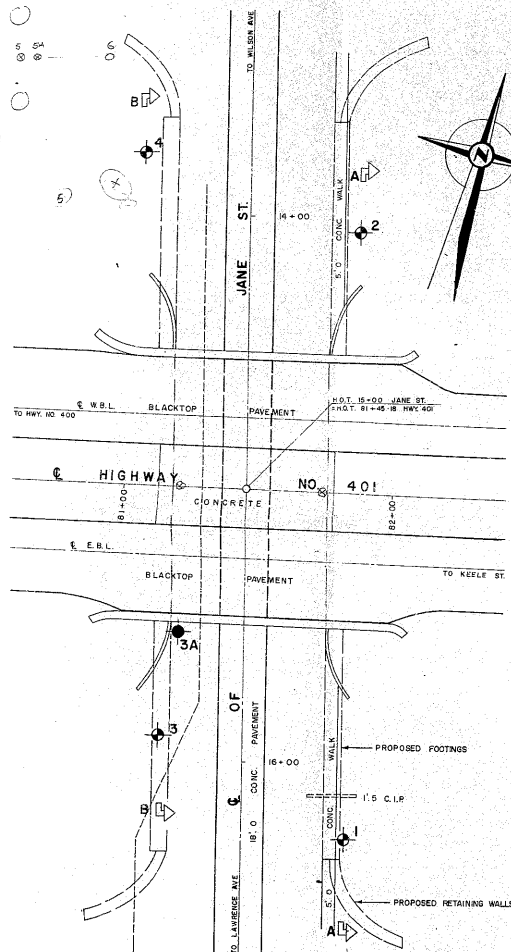 5 5A 6
TO WILSON AVE
B
4
A
5
JANE ST.
14+00
5'.0 CONC. WALK
2
N
H.O.T. 15+00 JANE ST.
= H.O.T. 81+45.18 HWY. 401
℄ W.B.L. BLACKTOP PAVEMENT
TO HWY. NO. 400
℄ HIGHWAY NO. 401
CONCRETE
81+00
82+00
℄ E.B.L.
TO KEELE ST.
BLACKTOP PAVEMENT
3A
℄ OF
3
PROPOSED FOOTINGS
16+00
18'.0 CONC. PAVEMENT
B
1'.5 C.I.P.
5'.0 CONC. WALK
1
PROPOSED RETAINING WALLS
A
TO LAWRENCE AVE